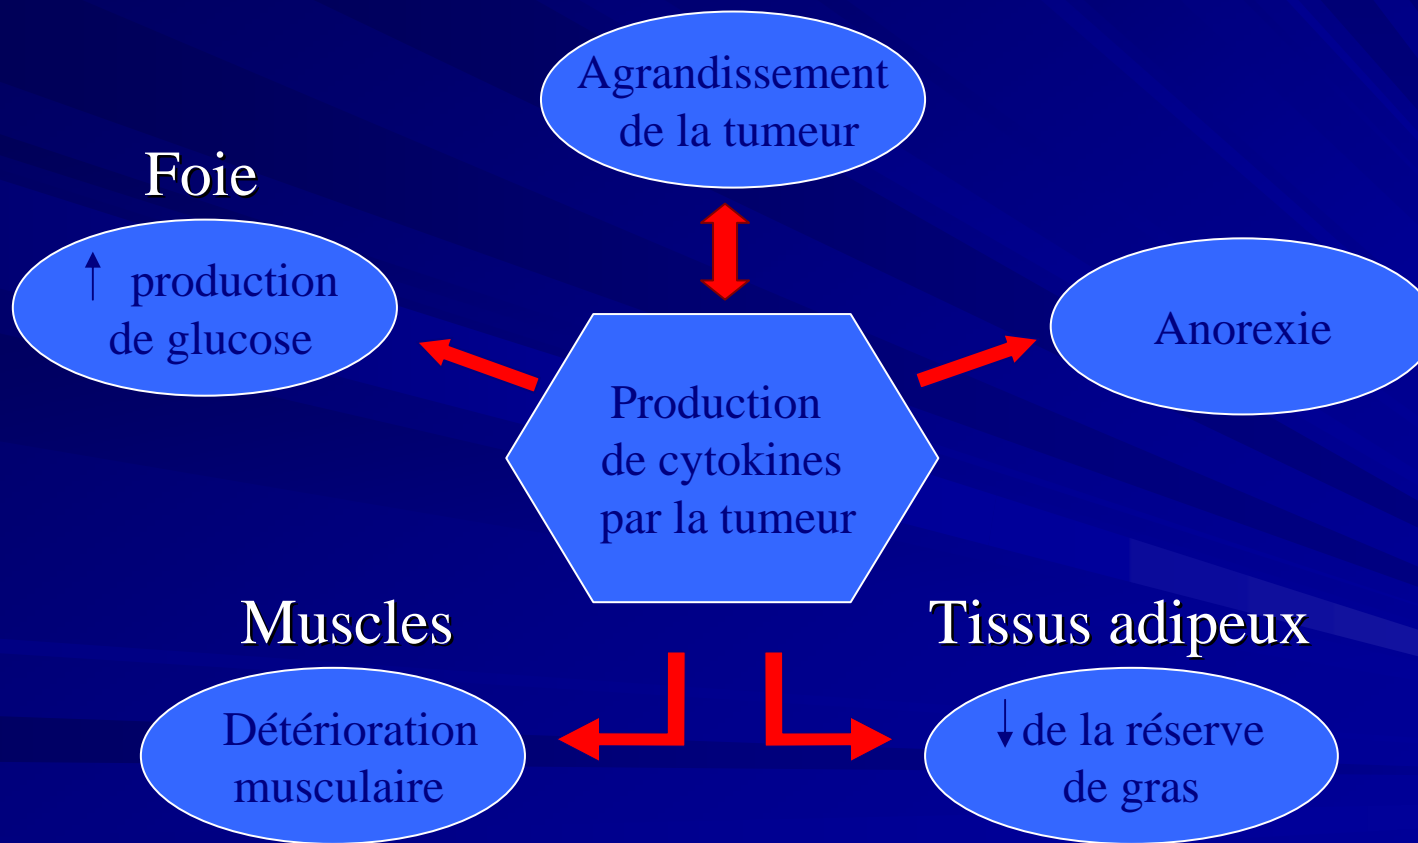 Agrandissement
de la tumeur
Foie
↑ production
de glucose
Anorexie
Production
de cytokines
par la tumeur
Muscles
Détérioration
musculaire
Tissus adipeux
↓ de la réserve
de gras